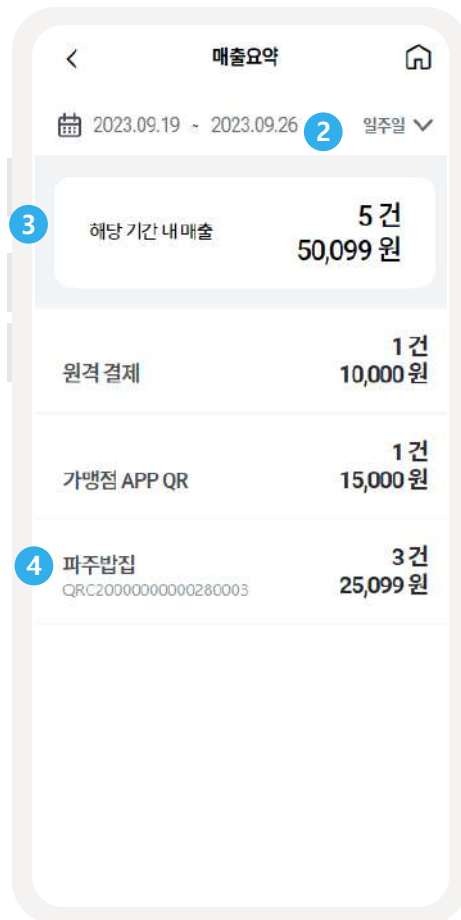 매출요약
2023.09.19 ~ 2023.09.26 2 일주일
3 해당 기간 내 매출
5 건
50,099 원
원격 결제
1 건
10,000 원
가맹점 APP QR
1 건
15,000 원
4 파주밥집
QRC20000000000280003
3 건
25,099 원